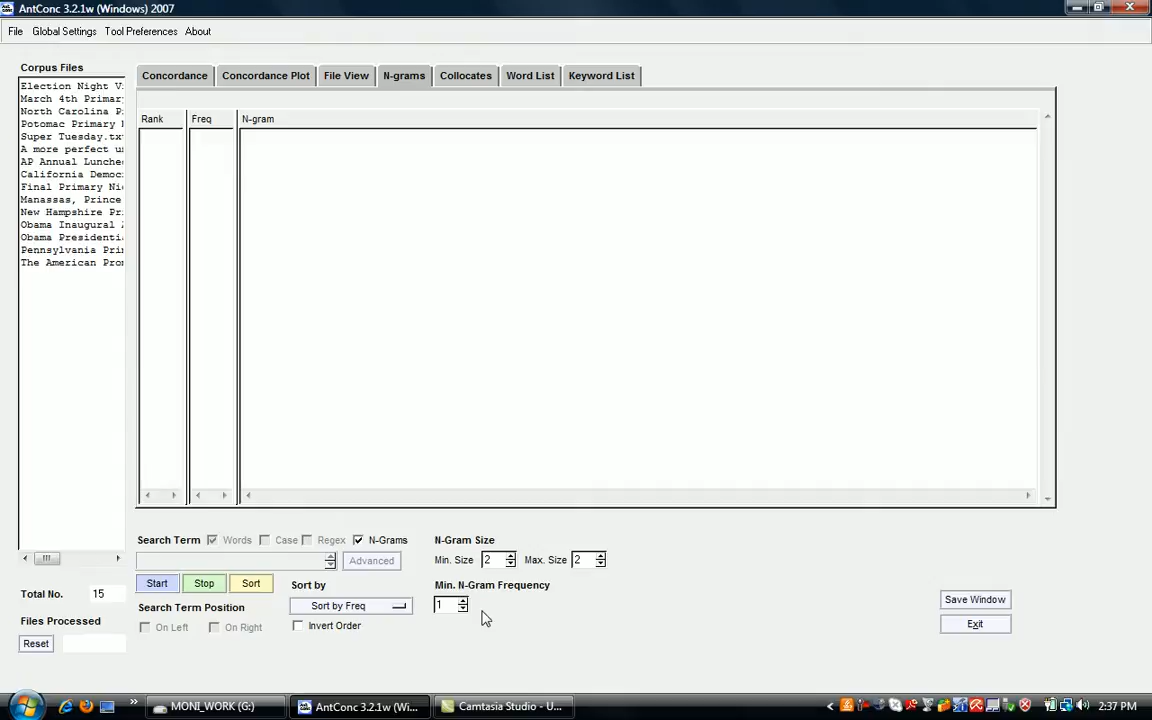 AntConc 3.2.1w (Windows) 2007
File Global Settings Tool Preferences About
Corpus Files
Election Night V
March 4th Primar
North Carolina P
Potomac Primary
Super Tuesday.tx
A more perfect u
AP Annual Lunche
California Democ
Final Primary Ni
Manassas, Prince
New Hampshire Pr
Obama Inaugural
Obama Presidenti
Pennsylvania Pri
The American Pro
Total No. 15
Files Processed
Reset
Concordance Concordance Plot File View N-grams Collocates Word List Keyword List
Rank Freq N-gram
Search Term Words Case Regex N-Grams
Advanced
Start Stop Sort
Search Term Position
On Left On Right
Sort by
Sort by Freq
Invert Order
N-Gram Size
Min. Size 2 Max. Size 2
Min. N-Gram Frequency
1
Save Window
Exit
MONI_WORK (G:) AntConc 3.2.1w (Wi... Camtasia Studio - U... 2:37 PM